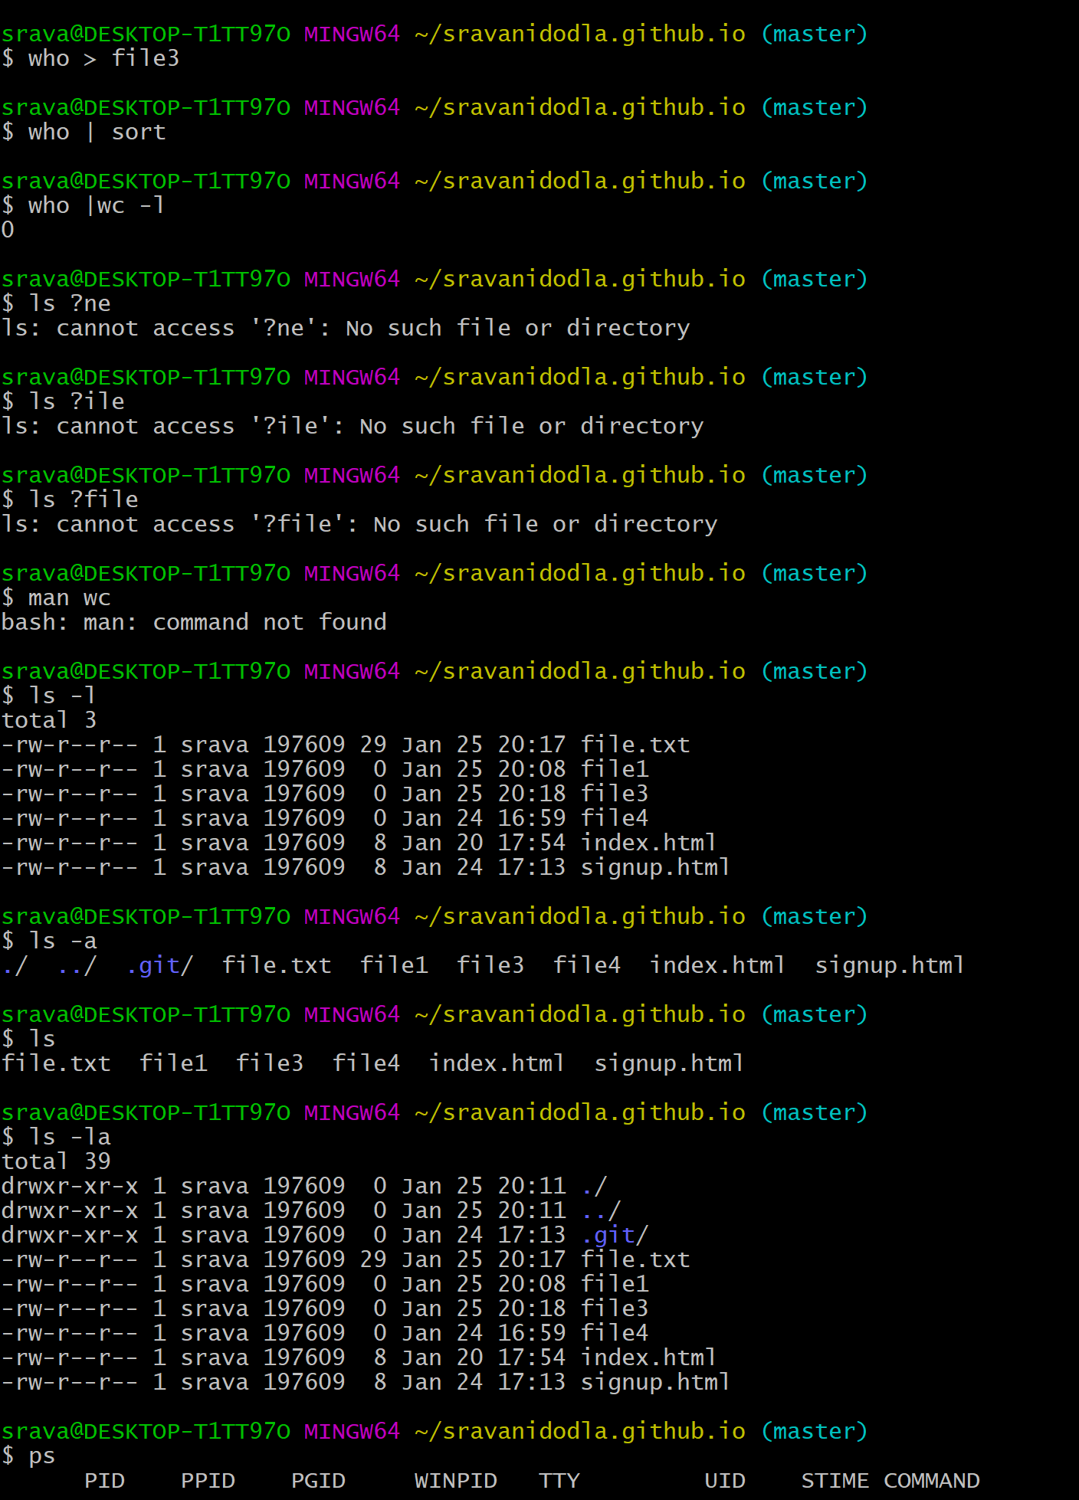 srava@DESKTOP-T1TT97O MINGW64 ~/sravanidodla.github.io (master)
$ who > file3
srava@DESKTOP-T1TT97O MINGW64 ~/sravanidodla.github.io (master)
$ who | sort
srava@DESKTOP-T1TT97O MINGW64 ~/sravanidodla.github.io (master)
$ who |wc -l
0
srava@DESKTOP-T1TT97O MINGW64 ~/sravanidodla.github.io (master)
$ ls ?ne
ls: cannot access '?ne': No such file or directory
srava@DESKTOP-T1TT97O MINGW64 ~/sravanidodla.github.io (master)
$ ls ?ile
ls: cannot access '?ile': No such file or directory
srava@DESKTOP-T1TT97O MINGW64 ~/sravanidodla.github.io (master)
$ ls ?file
ls: cannot access '?file': No such file or directory
srava@DESKTOP-T1TT97O MINGW64 ~/sravanidodla.github.io (master)
$ man wc
bash: man: command not found
srava@DESKTOP-T1TT97O MINGW64 ~/sravanidodla.github.io (master)
$ ls -l
total 3
-rw-r--r-- 1 srava 197609 29 Jan 25 20:17 file.txt
-rw-r--r-- 1 srava 197609  0 Jan 25 20:08 file1
-rw-r--r-- 1 srava 197609  0 Jan 25 20:18 file3
-rw-r--r-- 1 srava 197609  0 Jan 24 16:59 file4
-rw-r--r-- 1 srava 197609  8 Jan 20 17:54 index.html
-rw-r--r-- 1 srava 197609  8 Jan 24 17:13 signup.html
srava@DESKTOP-T1TT97O MINGW64 ~/sravanidodla.github.io (master)
$ ls -a
./  ../  .git/  file.txt  file1  file3  file4  index.html  signup.html
srava@DESKTOP-T1TT97O MINGW64 ~/sravanidodla.github.io (master)
$ ls
file.txt  file1  file3  file4  index.html  signup.html
srava@DESKTOP-T1TT97O MINGW64 ~/sravanidodla.github.io (master)
$ ls -la
total 39
drwxr-xr-x 1 srava 197609  0 Jan 25 20:11 ./
drwxr-xr-x 1 srava 197609  0 Jan 25 20:11 ../
drwxr-xr-x 1 srava 197609  0 Jan 24 17:13 .git/
-rw-r--r-- 1 srava 197609 29 Jan 25 20:17 file.txt
-rw-r--r-- 1 srava 197609  0 Jan 25 20:08 file1
-rw-r--r-- 1 srava 197609  0 Jan 25 20:18 file3
-rw-r--r-- 1 srava 197609  0 Jan 24 16:59 file4
-rw-r--r-- 1 srava 197609  8 Jan 20 17:54 index.html
-rw-r--r-- 1 srava 197609  8 Jan 24 17:13 signup.html
srava@DESKTOP-T1TT97O MINGW64 ~/sravanidodla.github.io (master)
$ ps
      PID    PPID    PGID     WINPID   TTY         UID    STIME COMMAND